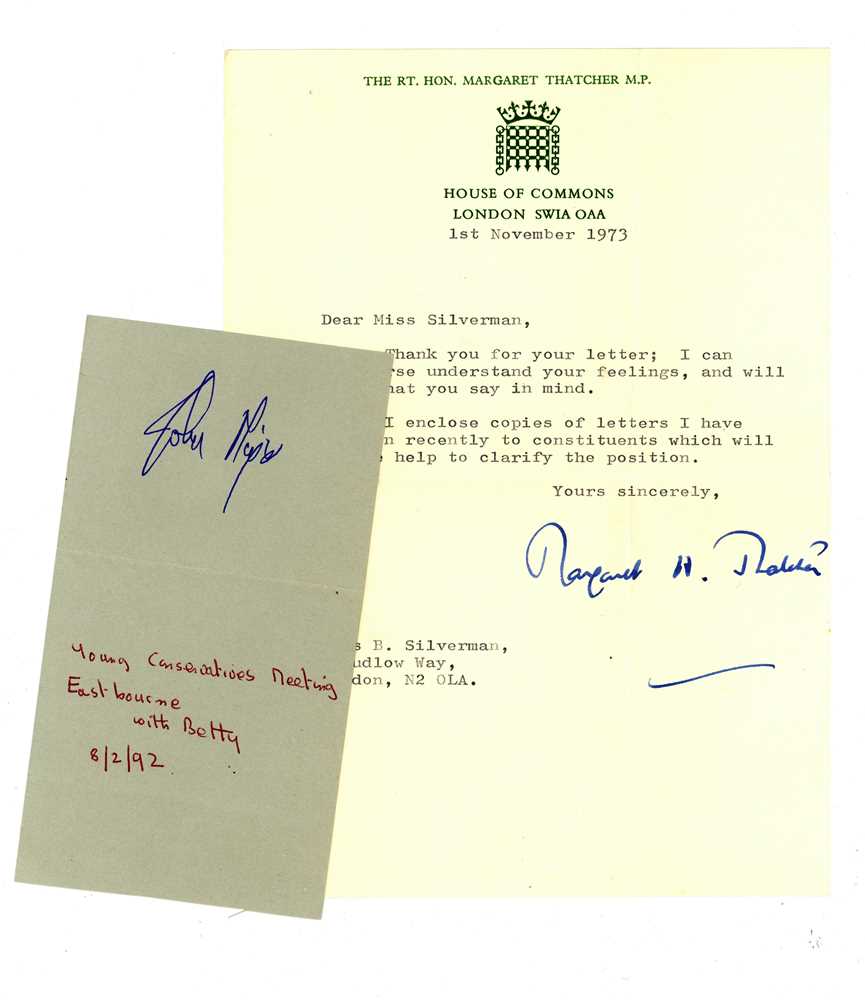 THE RT. HON. MARGARET THATCHER M.P.
HOUSE OF COMMONS
LONDON SW1A OAA
1st November 1973
Dear Miss Silverman,
Thank you for your letter; I can
rse understand your feelings, and will
hat you say in mind.
I enclose copies of letters I have
n recently to constituents which will
help to clarify the position.
Yours sincerely,
Margaret H. Thatcher
s B. Silverman,
udlow Way,
don, N2 OLA.
John Major
Young Conservatives Meeting
Eastbourne
with Betty
8/2/92